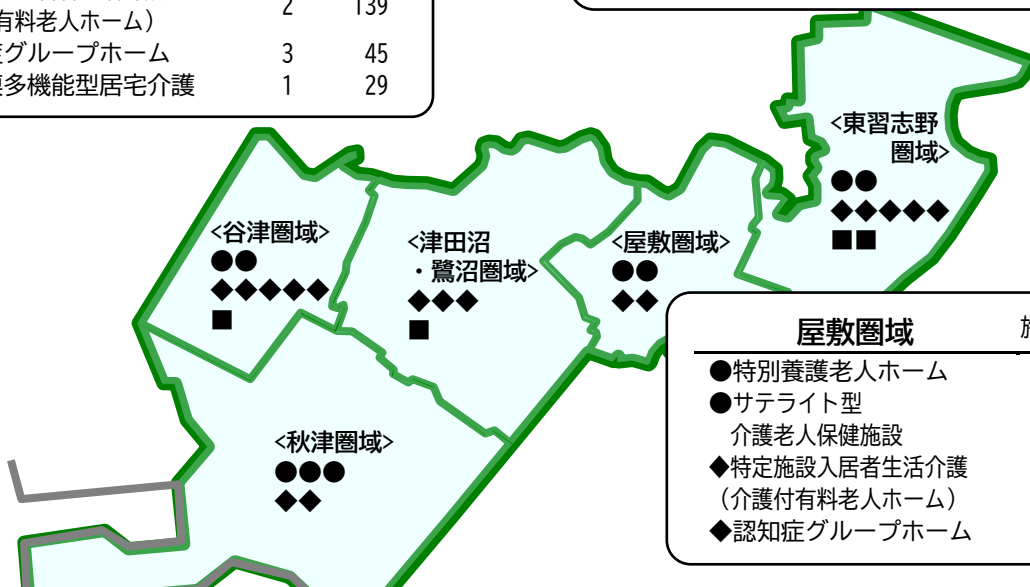 2 139
有料老人ホーム）
グループホーム 3 45
多機能型居宅介護 1 29
<東習志野
圏域>
●●
◆◆◆◆◆
■■
<谷津圏域>
●●
◆◆◆◆◆
■
<津田沼
・鷺沼圏域>
◆◆◆
■
<屋敷圏域>
●●
◆◆
<秋津圏域>
●●●
◆◆
屋敷圏域
●特別養護老人ホーム
●サテライト型
介護老人保健施設
◆特定施設入居者生活介護
（介護付有料老人ホーム）
◆認知症グループホーム